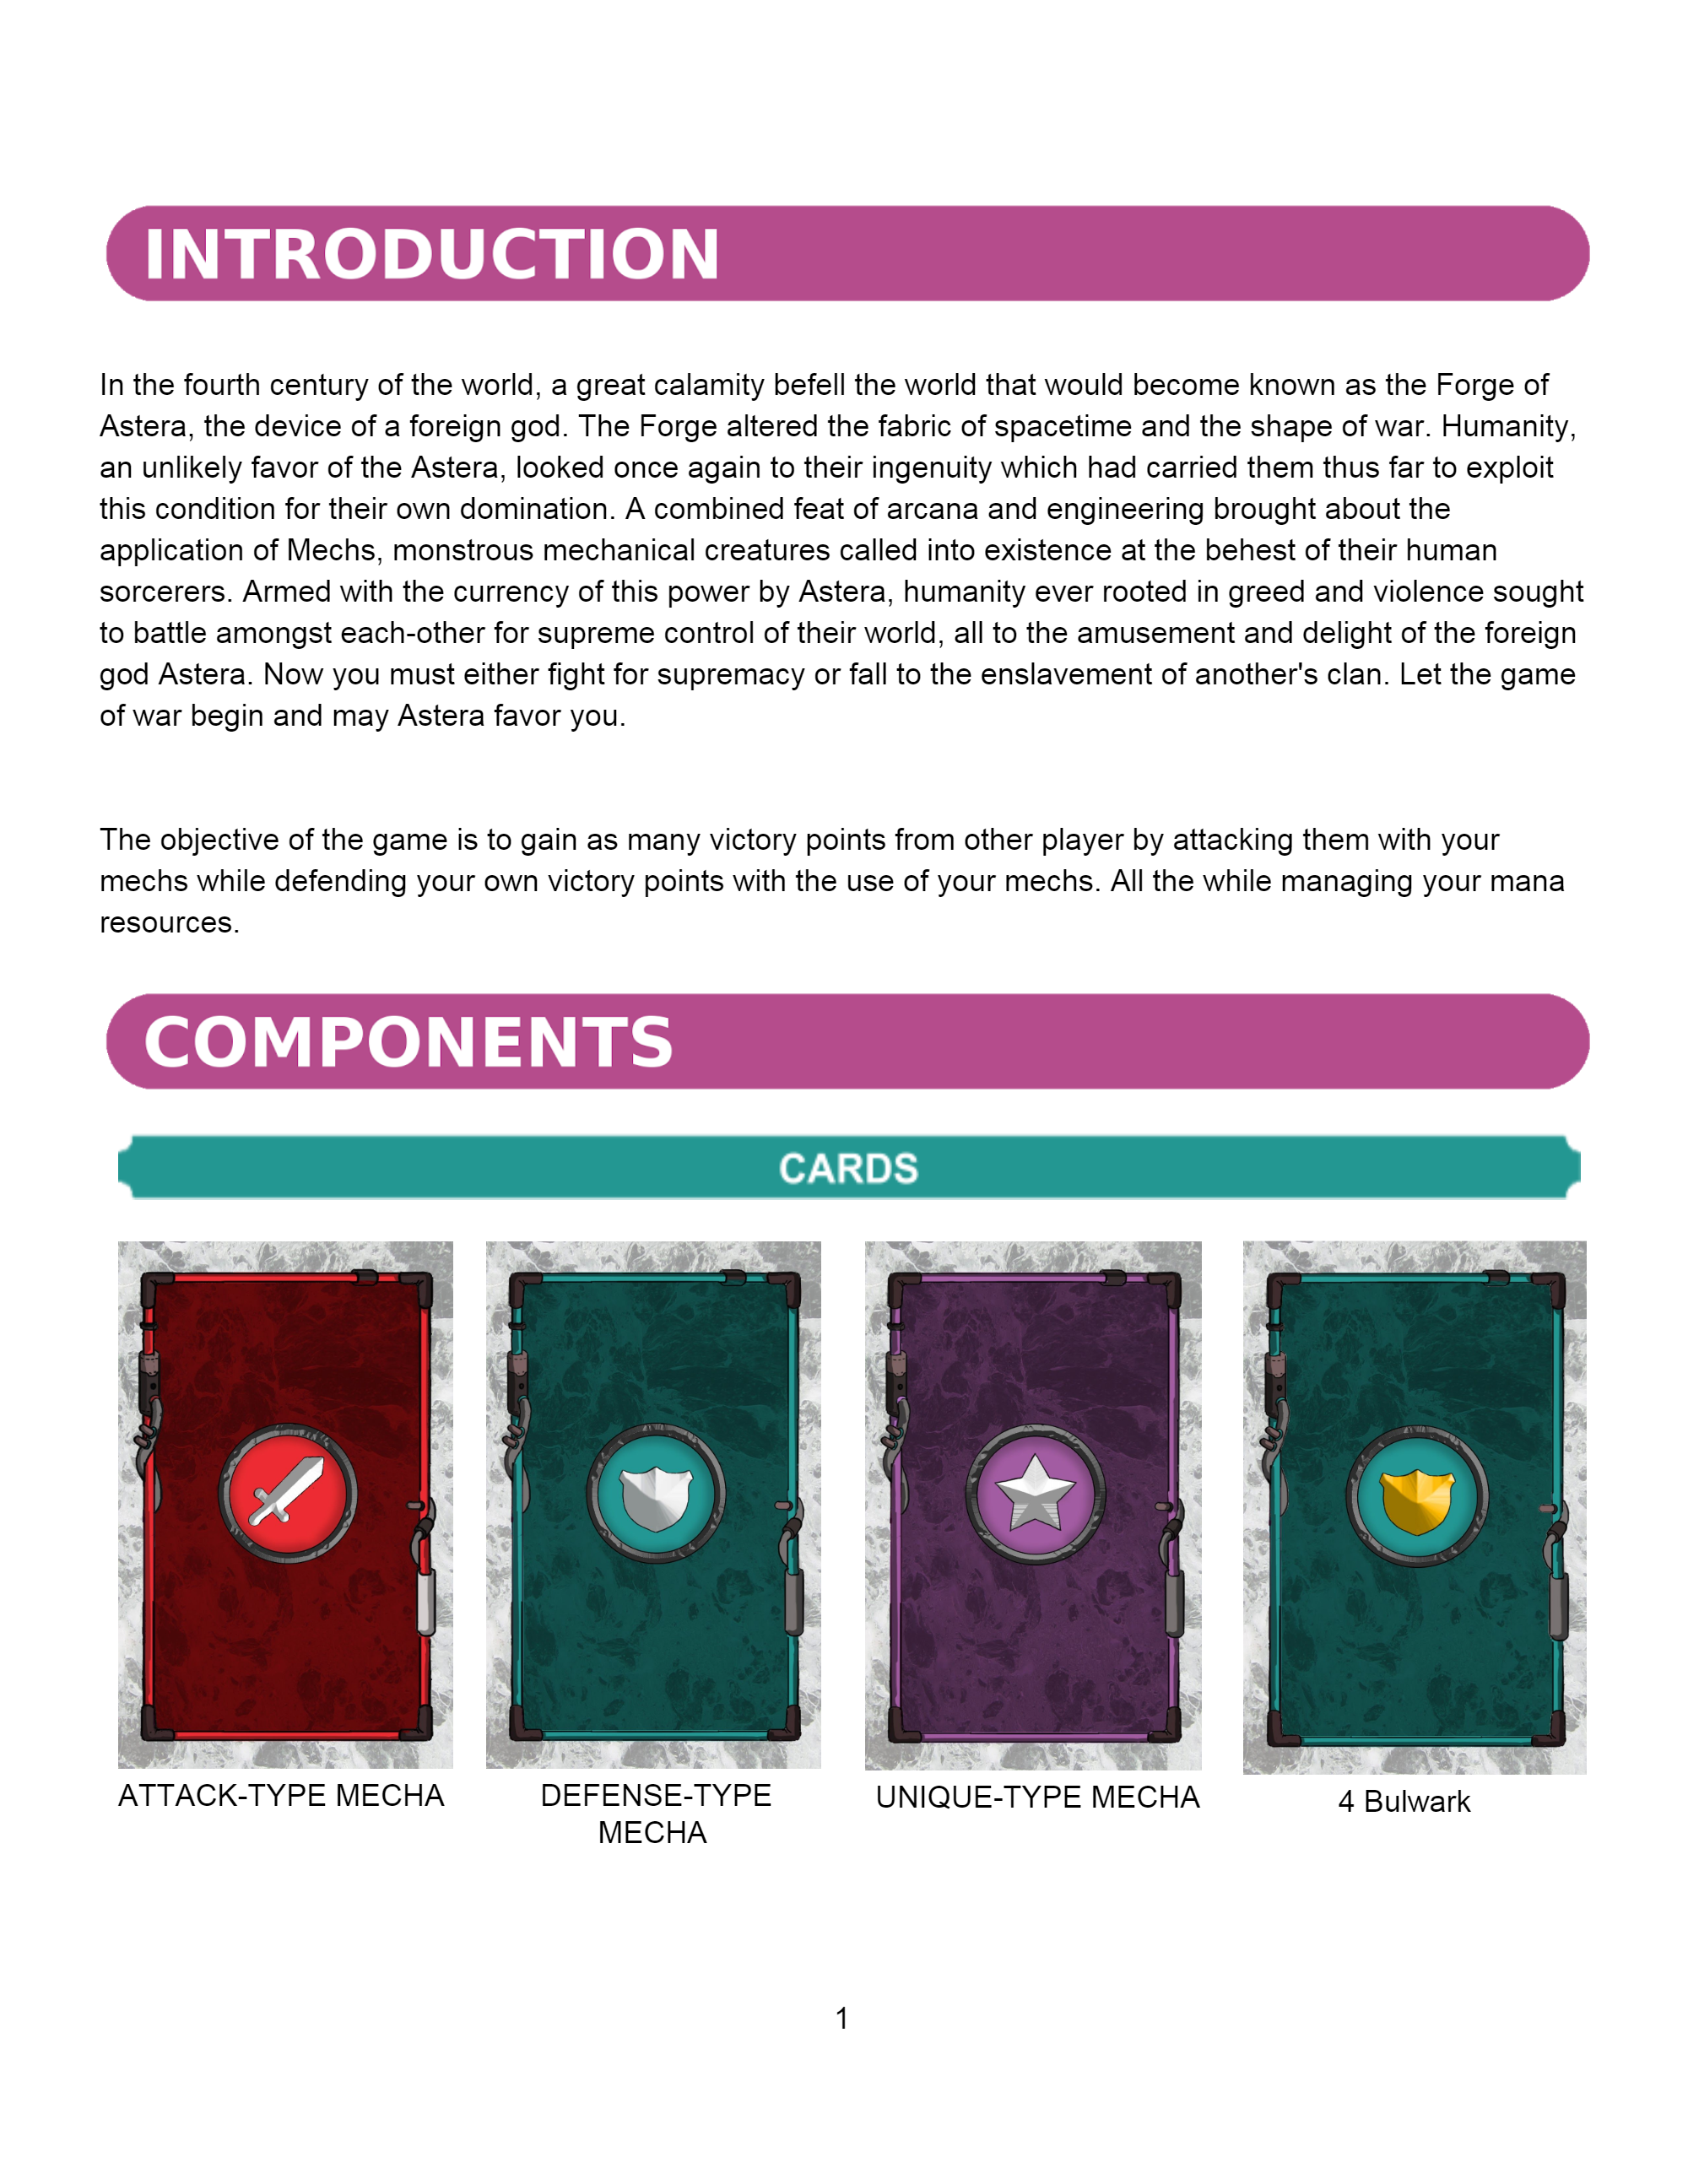 INTRODUCTION
In the fourth century of the world, a great calamity befell the world that would become known as the Forge of
Astera, the device of a foreign god. The Forge altered the fabric of spacetime and the shape of war. Humanity,
an unlikely favor of the Astera, looked once again to their ingenuity which had carried them thus far to exploit
this condition for their own domination. A combined feat of arcana and engineering brought about the
application of Mechs, monstrous mechanical creatures called into existence at the behest of their human
sorcerers. Armed with the currency of this power by Astera, humanity ever rooted in greed and violence sought
to battle amongst each-other for supreme control of their world, all to the amusement and delight of the foreign
god Astera. Now you must either fight for supremacy or fall to the enslavement of another's clan. Let the game
of war begin and may Astera favor you.
The objective of the game is to gain as many victory points from other player by attacking them with your
mechs while defending your own victory points with the use of your mechs. All the while managing your mana
resources.
COMPONENTS
CARDS
ATTACK-TYPE MECHA
DEFENSE-TYPE
MECHA
UNIQUE-TYPE MECHA
4 Bulwark
1